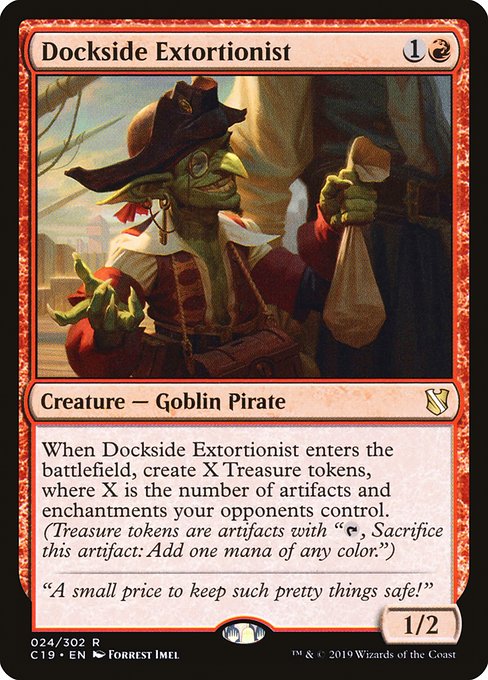 Dockside Extortionist 1
Creature — Goblin Pirate
When Dockside Extortionist enters the
battlefield, create X Treasure tokens,
where X is the number of artifacts and
enchantments your opponents control.
(Treasure tokens are artifacts with “, Sacrifice
this artifact: Add one mana of any color.”)
“A small price to keep such pretty things safe!”
1/2
024/302 R
C19 • EN Forrest Imel
™ & © 2019 Wizards of the Coast